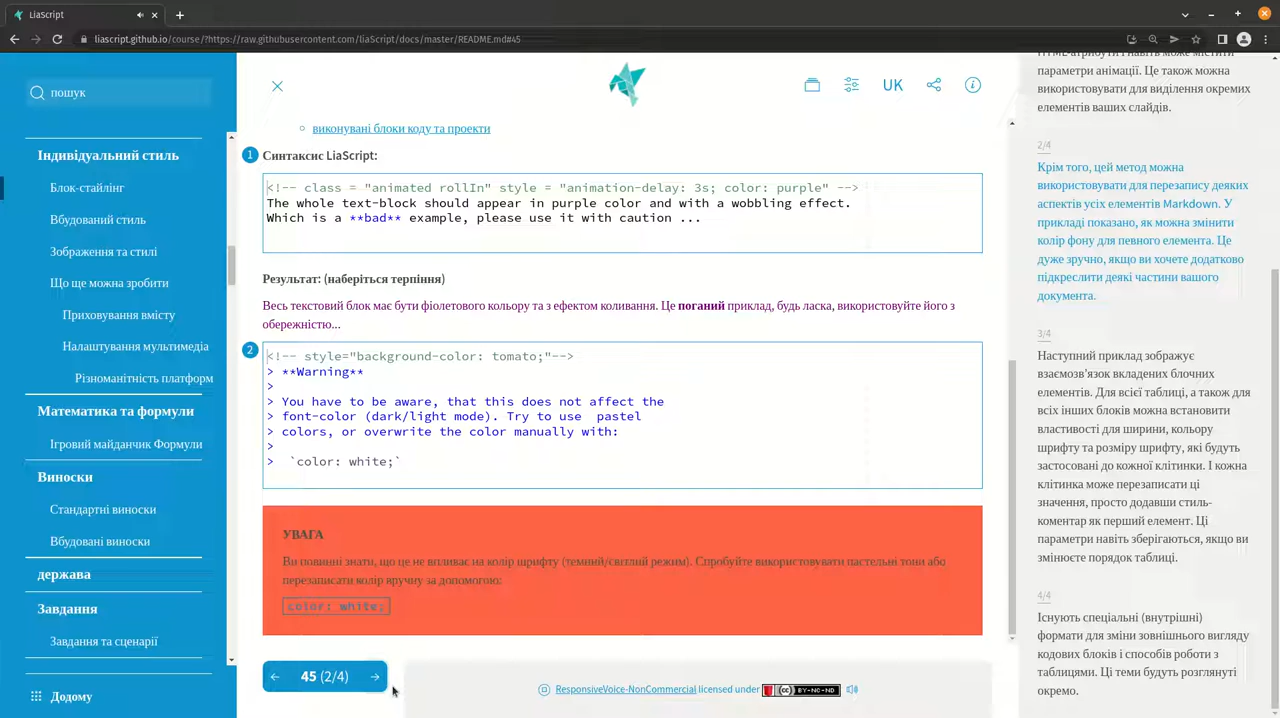 LiaScript
liascript.github.io/course/?https://raw.githubusercontent.com/liaScript/docs/master/README.md#45
пошук
Індивідуальний стиль
Блок-стайлінг
Вбудований стиль
Зображення та стилі
Що ще можна зробити
Приховування вмісту
Налаштування мультимедіа
Різноманітність платформ
Математика та формули
Ігровий майданчик Формули
Виноски
Стандартні виноски
Вбудовані виноски
держава
Завдання
Завдання та сценарії
Додому
UK
виконувані блоки коду та проекти
1 Синтаксис LiaScript:
<!-- class = "animated rollIn" style = "animation-delay: 3s; color: purple" -->
The whole text-block should appear in purple color and with a wobbling effect.
Which is a **bad** example, please use it with caution ...
Результат: (наберіться терпіння)
Весь текстовий блок має бути фіолетового кольору та з ефектом коливання. Це поганий приклад, будь ласка, використовуйте його з
обережністю...
2
<!-- style="background-color: tomato;"-->
> **Warning**
>
> You have to be aware, that this does not affect the
> font-color (dark/light mode). Try to use  pastel
> colors, or overwrite the color manually with:
>
>  `color: white;`
УВАГА
Ви повинні знати, що це не впливає на колір шрифту (темний/світлий режим). Спробуйте використовувати пастельні тони або
перезаписати колір вручну за допомогою:
color: white;
45 (2/4)
ResponsiveVoice-NonCommercial licensed under
cc BY-NC-ND
параметри анімації. Це також можна
використовувати для виділення окремих
елементів ваших слайдів.
2/4
Крім того, цей метод можна
використовувати для перезапису деяких
аспектів усіх елементів Markdown. У
прикладі показано, як можна змінити
колір фону для певного елемента. Це
дуже зручно, якщо ви хочете додатково
підкреслити деякі частини вашого
документа.
3/4
Наступний приклад зображує
взаємозв'язок вкладених блочних
елементів. Для всієї таблиці, а також для
всіх інших блоків можна встановити
властивості для ширини, кольору
шрифту та розміру шрифту, які будуть
застосовані до кожної клітинки. І кожна
клітинка може перезаписати ці
значення, просто додавши стиль-
коментар як перший елемент. Ці
параметри навіть зберігаються, якщо ви
змінюєте порядок таблиці.
4/4
Існують спеціальні (внутрішні)
формати для зміни зовнішнього вигляду
кодових блоків і способів роботи з
таблицями. Ці теми будуть розглянуті
окремо.